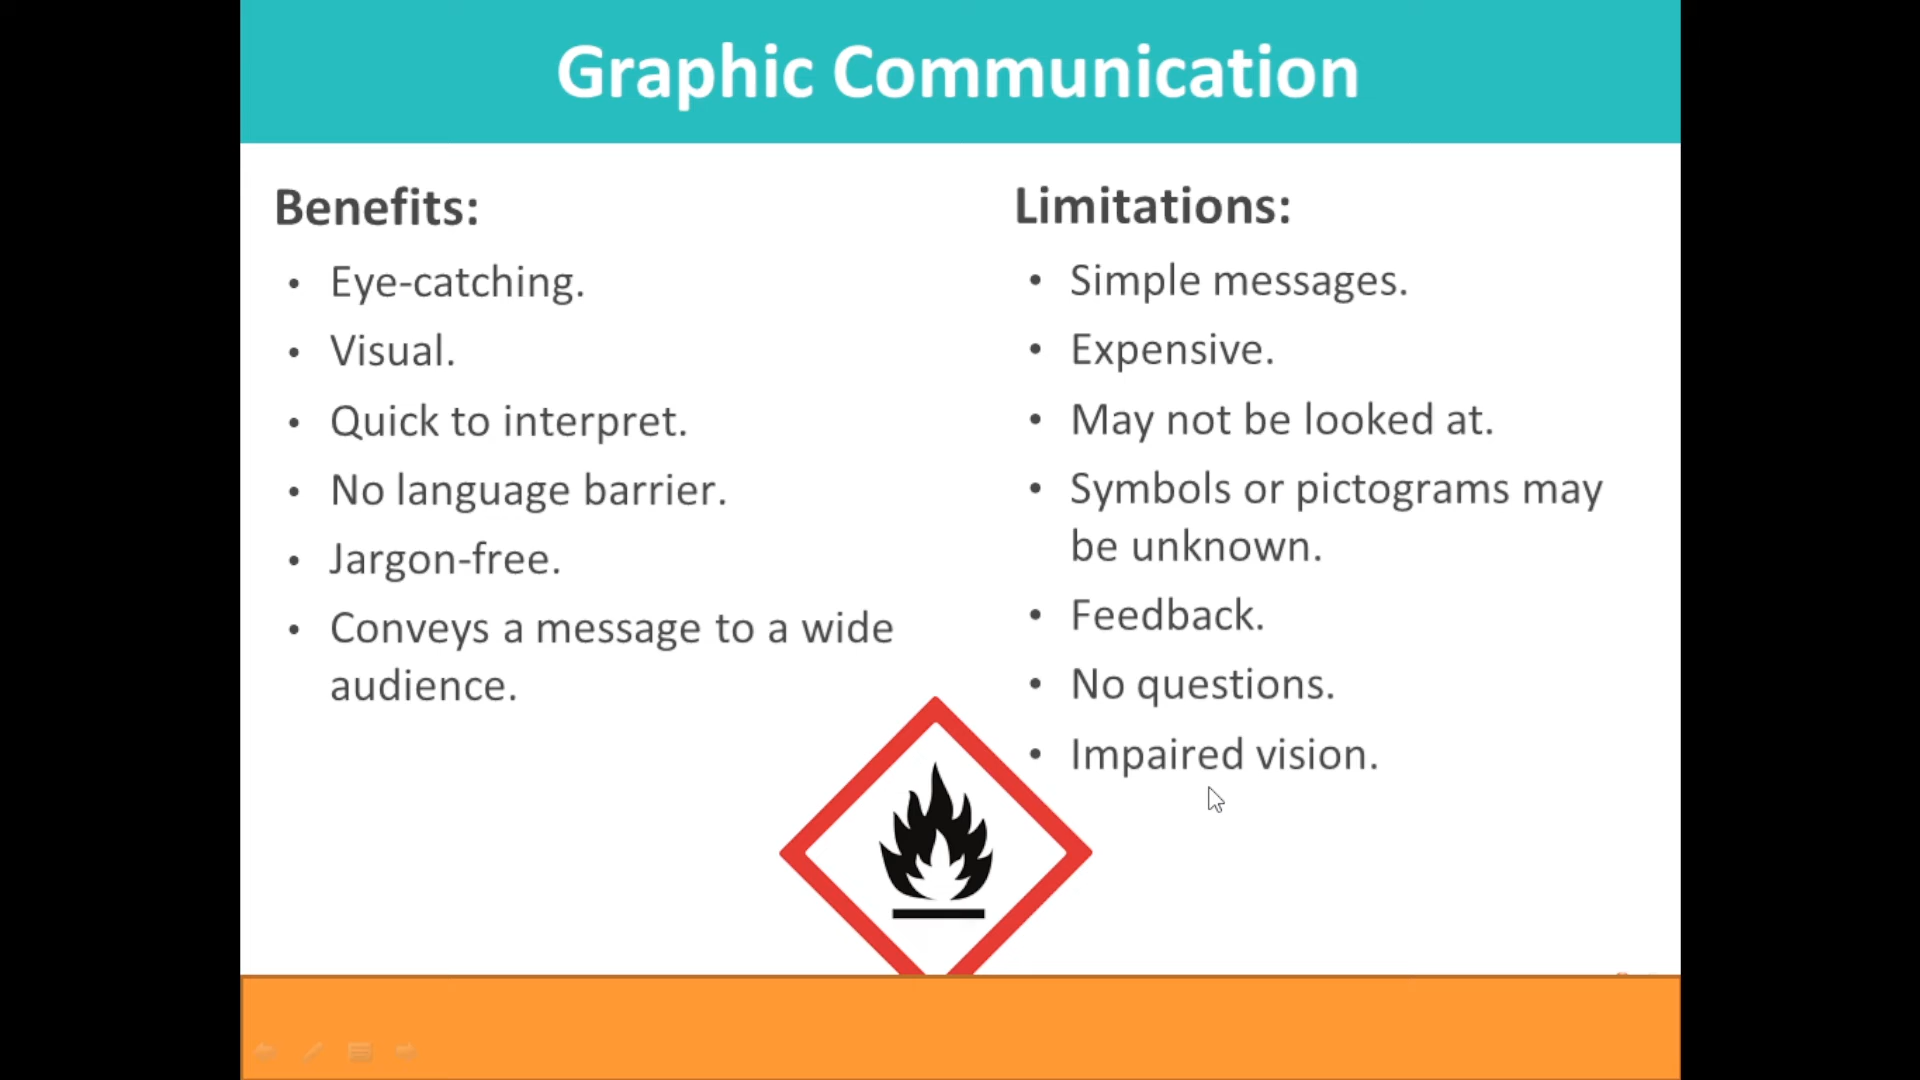 Graphic Communication
Benefits:
• Eye-catching.
• Visual.
• Quick to interpret.
• No language barrier.
• Jargon-free.
• Conveys a message to a wide
audience.
Limitations:
• Simple messages.
• Expensive.
• May not be looked at.
• Symbols or pictograms may
be unknown.
• Feedback.
• No questions.
• Impaired vision.